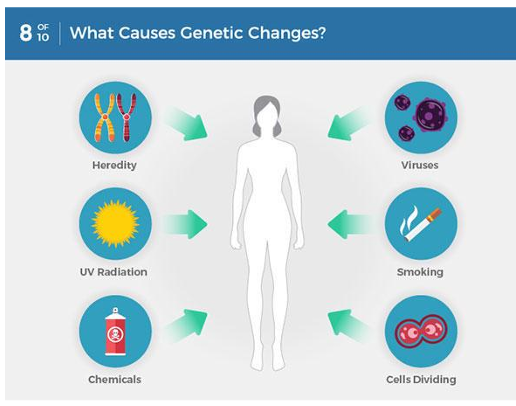 8 OF 10
What Causes Genetic Changes?
Heredity
Viruses
UV Radiation
Smoking
Chemicals
Cells Dividing